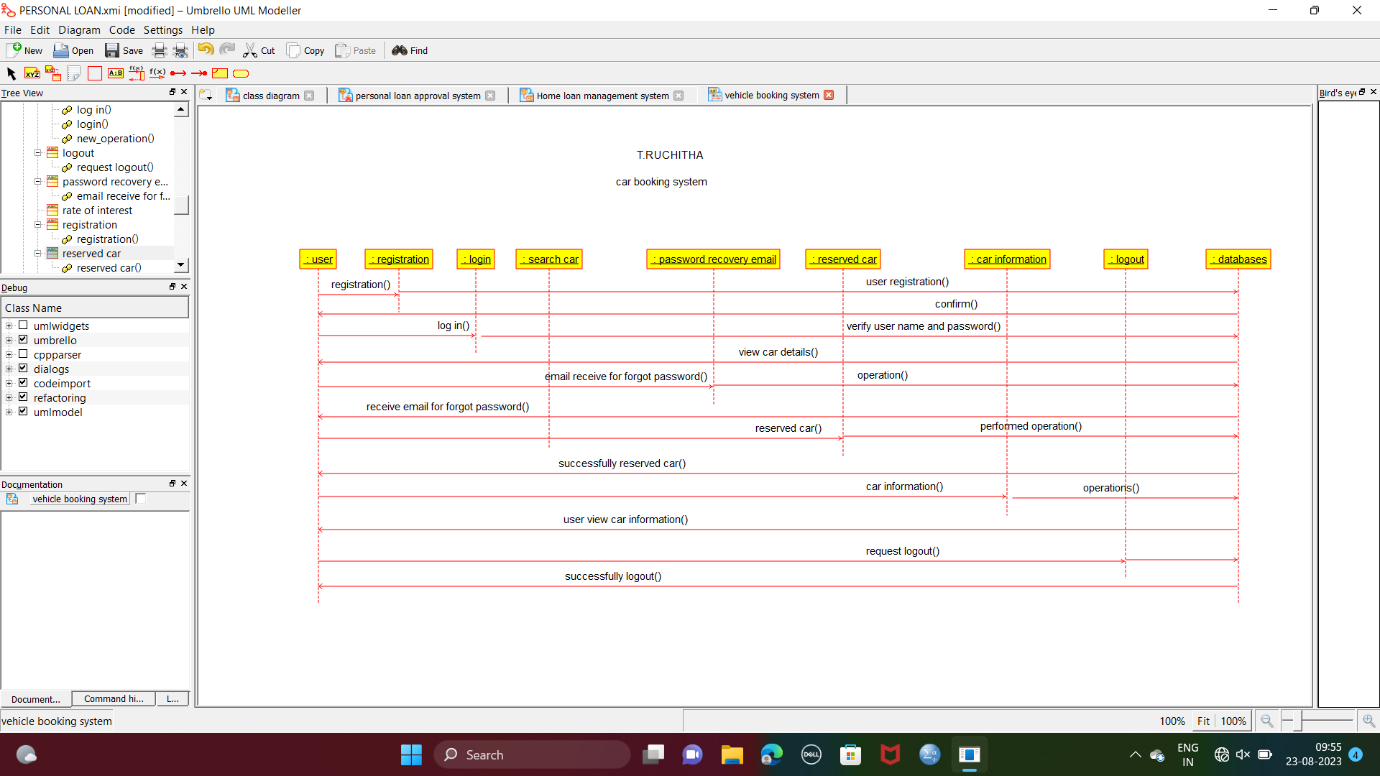 PERSONAL LOAN.xmi [modified] – Umbrello UML Modeller
File Edit Diagram Code Settings Help
New Open Save Cut Copy Paste Find
XYZ A:B f(x) f(x)
Tree View
class diagram personal loan approval system Home loan management system vehicle booking system
Bird's eye
log in()
login()
new_operation()
logout
request logout()
password recovery e...
email receive for f...
rate of interest
registration
registration()
reserved car
reserved car()
Debug
Class Name
umlwidgets
umbrello
cppparser
dialogs
codeimport
refactoring
umlmodel
Documentation
vehicle booking system
Document... Command hi... L...
T.RUCHITHA
car booking system
: user : registration : login : search car : password recovery email : reserved car : car information : logout : databases
registration() user registration()
confirm()
log in() verify user name and password()
view car details()
email receive for forgot password() operation()
receive email for forgot password()
reserved car() performed operation()
successfully reserved car()
car information() operations()
user view car information()
request logout()
successfully logout()
vehicle booking system
100% Fit 100%
Search
DELL
ENG
IN
09:55
23-08-2023
4